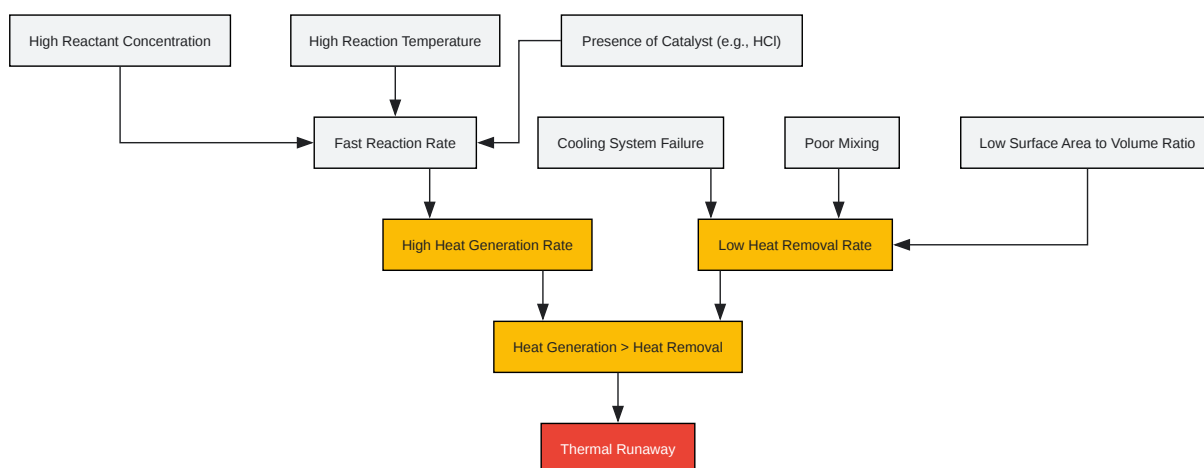 High Reactant Concentration
High Reaction Temperature
Presence of Catalyst (e.g., HCl)
Fast Reaction Rate
Cooling System Failure
Poor Mixing
Low Surface Area to Volume Ratio
High Heat Generation Rate
Low Heat Removal Rate
Heat Generation > Heat Removal
Thermal Runaway